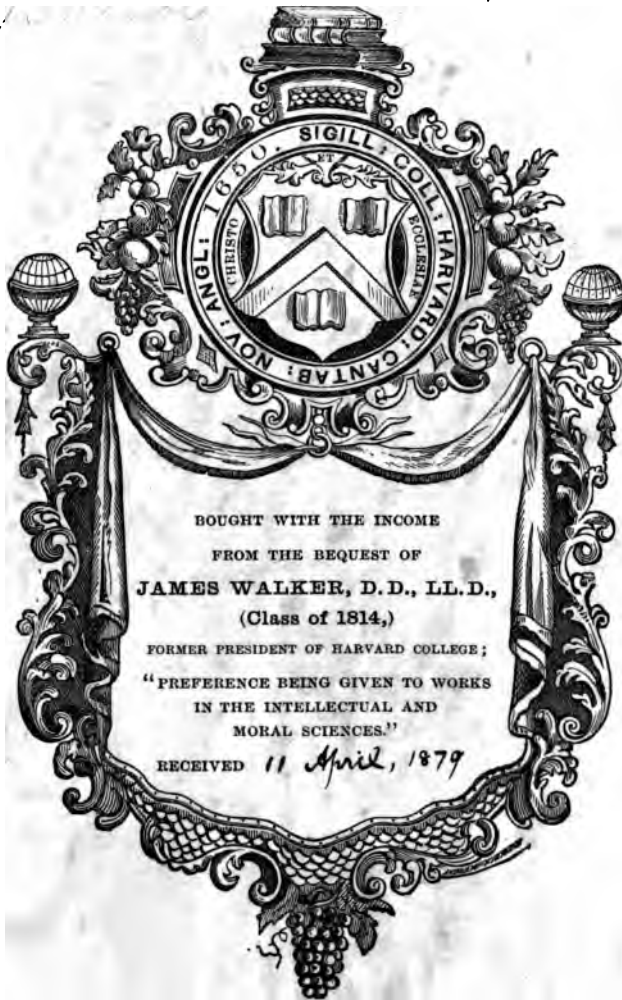 SIGILL: COLL: HARVARD: CANTAB: NOV: ANGL: 1650.
ET
CHRISTO
ECCLESIAE
BOUGHT WITH THE INCOME
FROM THE BEQUEST OF
JAMES WALKER, D.D., LL.D.,
(Class of 1814,)
FORMER PRESIDENT OF HARVARD COLLEGE;
"PREFERENCE BEING GIVEN TO WORKS
IN THE INTELLECTUAL AND
MORAL SCIENCES."
RECEIVED 11 April, 1879